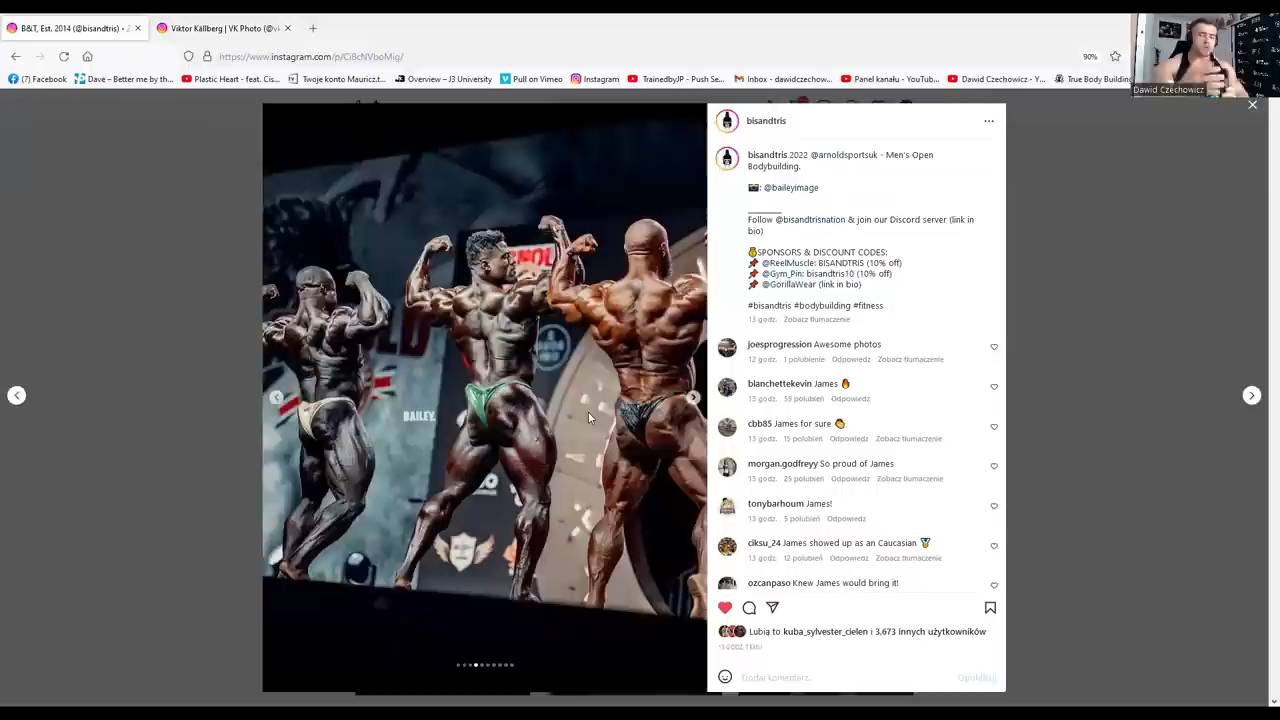 B&T, Est. 2014 (@bisandtris) •
Viktor Källberg | VK Photo (@v
https://www.instagram.com/p/CiBcNVboMig/
90%
(7) Facebook
Dave – Better me by th...
Plastic Heart - feat. Cis...
Twoje konto Mauricz.t...
Overview – J3 University
Pull on Vimeo
Instagram
TrainedbyJP – Push Se...
Inbox - dawidczechow...
Panel kanału - YouTub...
Dawid Czechowicz - Y...
True Body Building
Dawid Czechowicz
BAILEY.
bisandtris
bisandtris 2022 @arnoldsportsuk - Men's Open
Bodybuilding.
: @baileyimage
Follow @bisandtrisnation & join our Discord server (link in
bio)
SPONSORS & DISCOUNT CODES:
@ReelMuscle: BISANDTRIS (10% off)
@Gym_Pin: bisandtris10 (10% off)
@GorillaWear (link in bio)
#bisandtris #bodybuilding #fitness
13 godz. Zobacz tłumaczenie
joesprogression Awesome photos
12 godz. 1 polubienie Odpowiedz Zobacz tłumaczenie
blanchettekevin James
13 godz. 59 polubień Odpowiedz
cbb85 James for sure
13 godz. 15 polubień Odpowiedz Zobacz tłumaczenie
morgan.godfreyy So proud of James
13 godz. 25 polubień Odpowiedz Zobacz tłumaczenie
tonybarhoum James!
13 godz. 5 polubień Odpowiedz
ciksu_24 James showed up as an Caucasian
13 godz. 12 polubień Odpowiedz Zobacz tłumaczenie
ozcanpaso Knew James would bring it!
Lubią to kuba_sylvester_cielen i 3,673 innych użytkowników
13 GODZ. TEMU
Dodaj komentarz...
Opublikuj